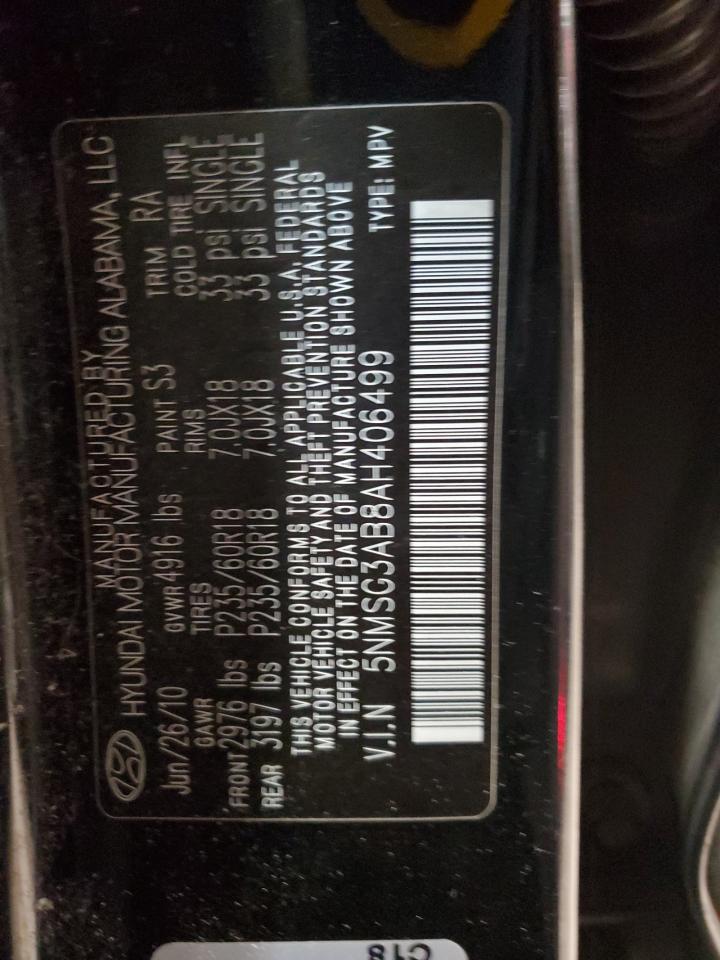 MANUFACTURED BY
HYUNDAI MOTOR MANUFACTURING ALABAMA, LLC
Jun/26/10 GVWR 4916 lbs PAINT S3 TRIM RA
GAWR TIRES RIMS COLD TIRE INFL
FRONT 2976 lbs P235/60R18 7.0JX18 33 psi SINGLE
REAR 3197 lbs P235/60R18 7.0JX18 33 psi SINGLE
THIS VEHICLE CONFORMS TO ALL APPLICABLE U.S.A. FEDERAL
MOTOR VEHICLE SAFETY AND THEFT PREVENTION STANDARDS
IN EFFECT ON THE DATE OF MANUFACTURE SHOWN ABOVE
V.I.N 5NMSG3AB8AH406499 TYPE: MPV
C18